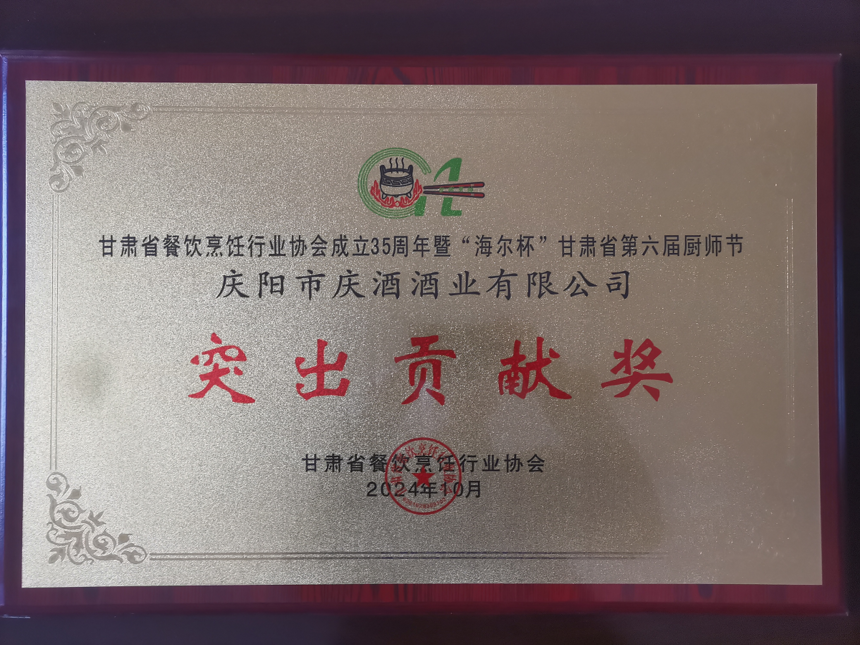 甘肃省餐饮烹饪行业协会成立35周年暨“海尔杯”甘肃省第六届厨师节
庆阳市庆酒酒业有限公司
突出贡献奖
甘肃省餐饮烹饪行业协会
2024年10月